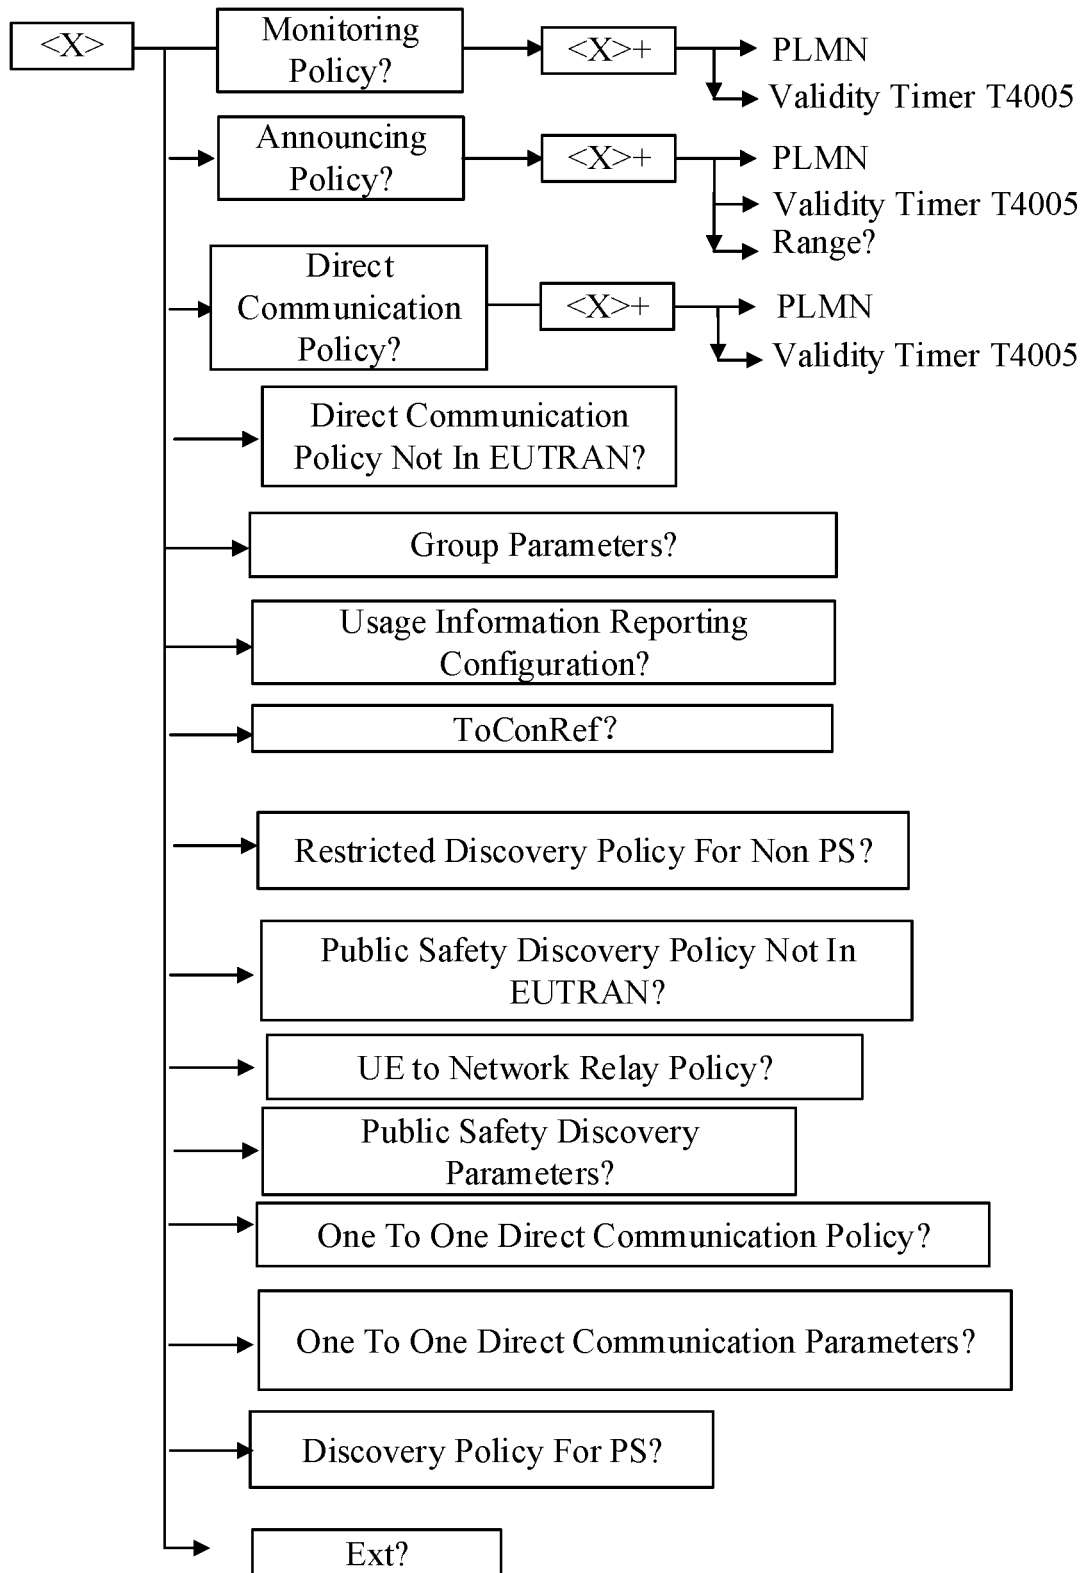 <X>
Monitoring
Policy?
<X>+
PLMN
Validity Timer T4005
Announcing
Policy?
<X>+
PLMN
Validity Timer T4005
Range?
Direct
Communication
Policy?
<X>+
PLMN
Validity Timer T4005
Direct Communication
Policy Not In EUTRAN?
Group Parameters?
Usage Information Reporting
Configuration?
ToConRef?
Restricted Discovery Policy For Non PS?
Public Safety Discovery Policy Not In
EUTRAN?
UE to Network Relay Policy?
Public Safety Discovery
Parameters?
One To One Direct Communication Policy?
One To One Direct Communication Parameters?
Discovery Policy For PS?
Ext?